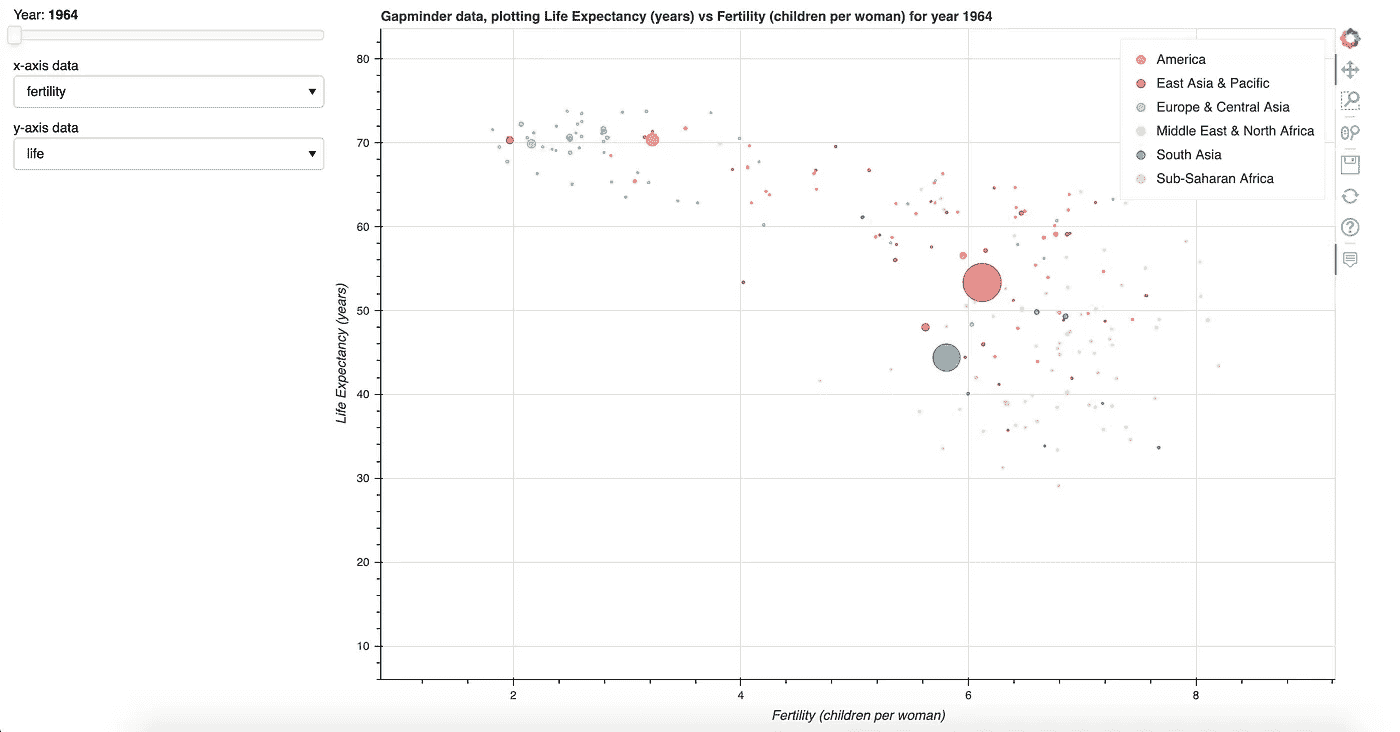 Year: 1964
x-axis data
fertility
y-axis data
life
Gapminder data, plotting Life Expectancy (years) vs Fertility (children per woman) for year 1964
America
East Asia & Pacific
Europe & Central Asia
Middle East & North Africa
South Asia
Sub-Saharan Africa
Life Expectancy (years)
80
70
60
50
40
30
20
10
2 4 6 8
Fertility (children per woman)
?